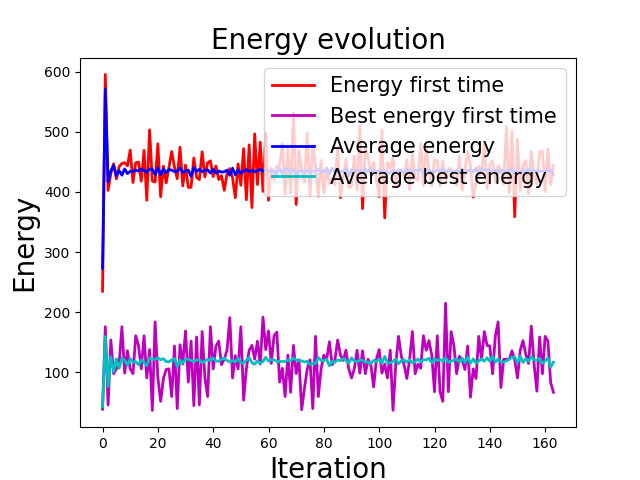 Energy evolution
Energy first time
Best energy first time
Average energy
Average best energy
Energy
600
500
400
300
200
100
0 20 40 60 80 100 120 140 160
Iteration